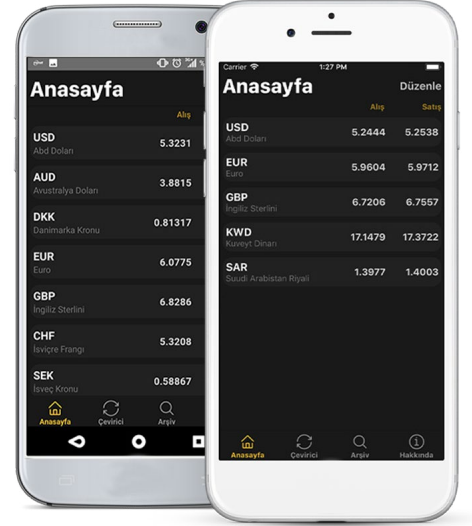 Anasayfa
Alış
USD
Abd Doları
5.3231
AUD
Avustralya Doları
3.8815
DKK
Danimarka Kronu
0.81317
EUR
Euro
6.0775
GBP
İngiliz Sterlini
6.8286
CHF
İsviçre Frangı
5.3208
SEK
İsveç Kronu
0.58867
Anasayfa Çevirici Arşiv
Carrier 1:27 PM
Anasayfa Düzenle
Alış Satış
USD
Abd Doları
5.2444 5.2538
EUR
Euro
5.9604 5.9712
GBP
İngiliz Sterlini
6.7206 6.7557
KWD
Kuveyt Dinarı
17.1479 17.3722
SAR
Suudi Arabistan Riyali
1.3977 1.4003
Anasayfa Çevirici Arşiv Hakkında